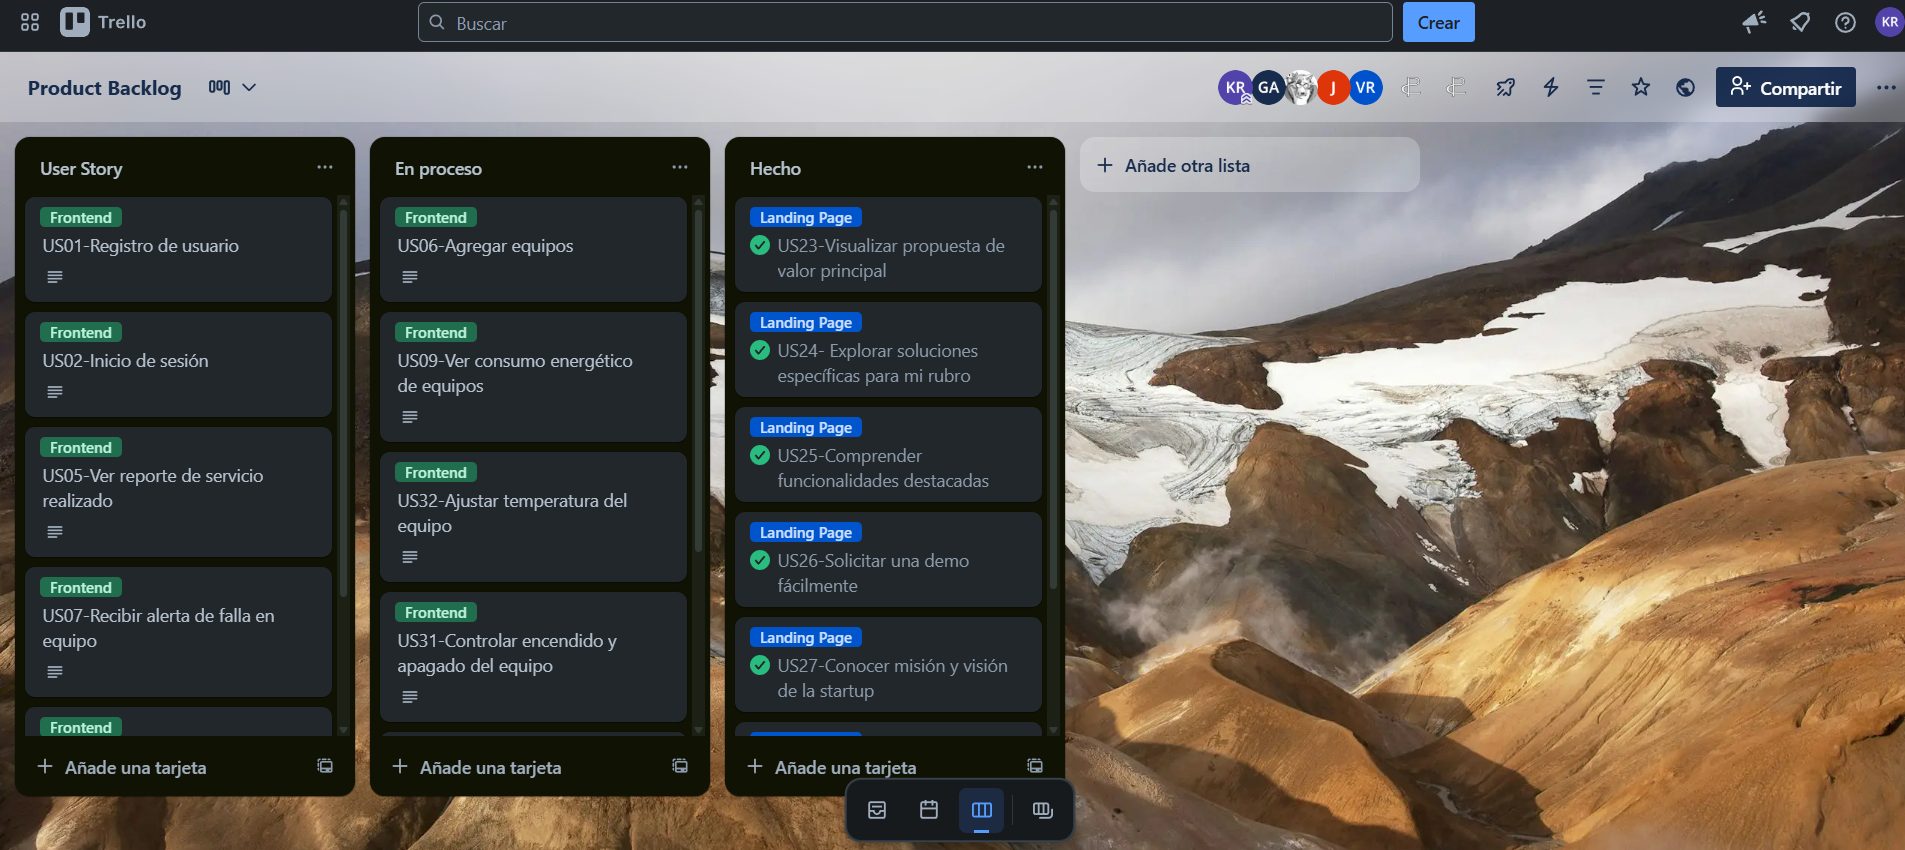 Trello
Buscar
Crear
KR
Product Backlog
KR
GA
J
VR
Compartir
User Story
Frontend
US01-Registro de usuario
Frontend
US02-Inicio de sesión
Frontend
US05-Ver reporte de servicio
realizado
Frontend
US07-Recibir alerta de falla en
equipo
Frontend
Añade una tarjeta
En proceso
Frontend
US06-Agregar equipos
Frontend
US09-Ver consumo energético
de equipos
Frontend
US32-Ajustar temperatura del
equipo
Frontend
US31-Controlar encendido y
apagado del equipo
Añade una tarjeta
Hecho
Landing Page
US23-Visualizar propuesta de
valor principal
Landing Page
US24- Explorar soluciones
específicas para mi rubro
Landing Page
US25-Comprender
funcionalidades destacadas
Landing Page
US26-Solicitar una demo
fácilmente
Landing Page
US27-Conocer misión y visión
de la startup
Añade una tarjeta
Añade otra lista